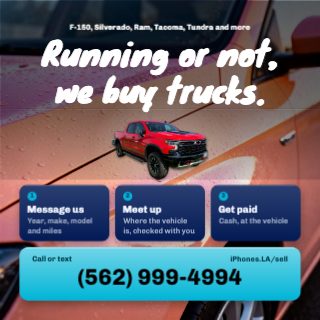 F-150, Silverado, Ram, Tacoma, Tundra and more
Running or not,
we buy trucks.
1
2
3
Message us
Meet up
Get paid
Year, make, model
and miles
Where the vehicle
is, checked with you
Cash, at the vehicle
Call or text
iPhones.LA/sell
(562) 999-4994